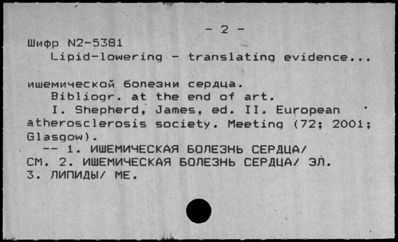 - 2 -
Шифр N2-5381
Lipid-lowering - translating evidence...
ишемической болезни сердца.
Bibliogr. at the end of art.
I. Shepherd, James, ed. II. European
atherosclerosis society. Meeting (72; 2001;
Glasgow).
-- 1. ИШЕМИЧЕСКАЯ БОЛЕЗНЬ СЕРДЦА/
СМ. 2. ИШЕМИЧЕСКАЯ БОЛЕЗНЬ СЕРДЦА/ ЭЛ.
3. ЛИПИДЫ/ МЕ.